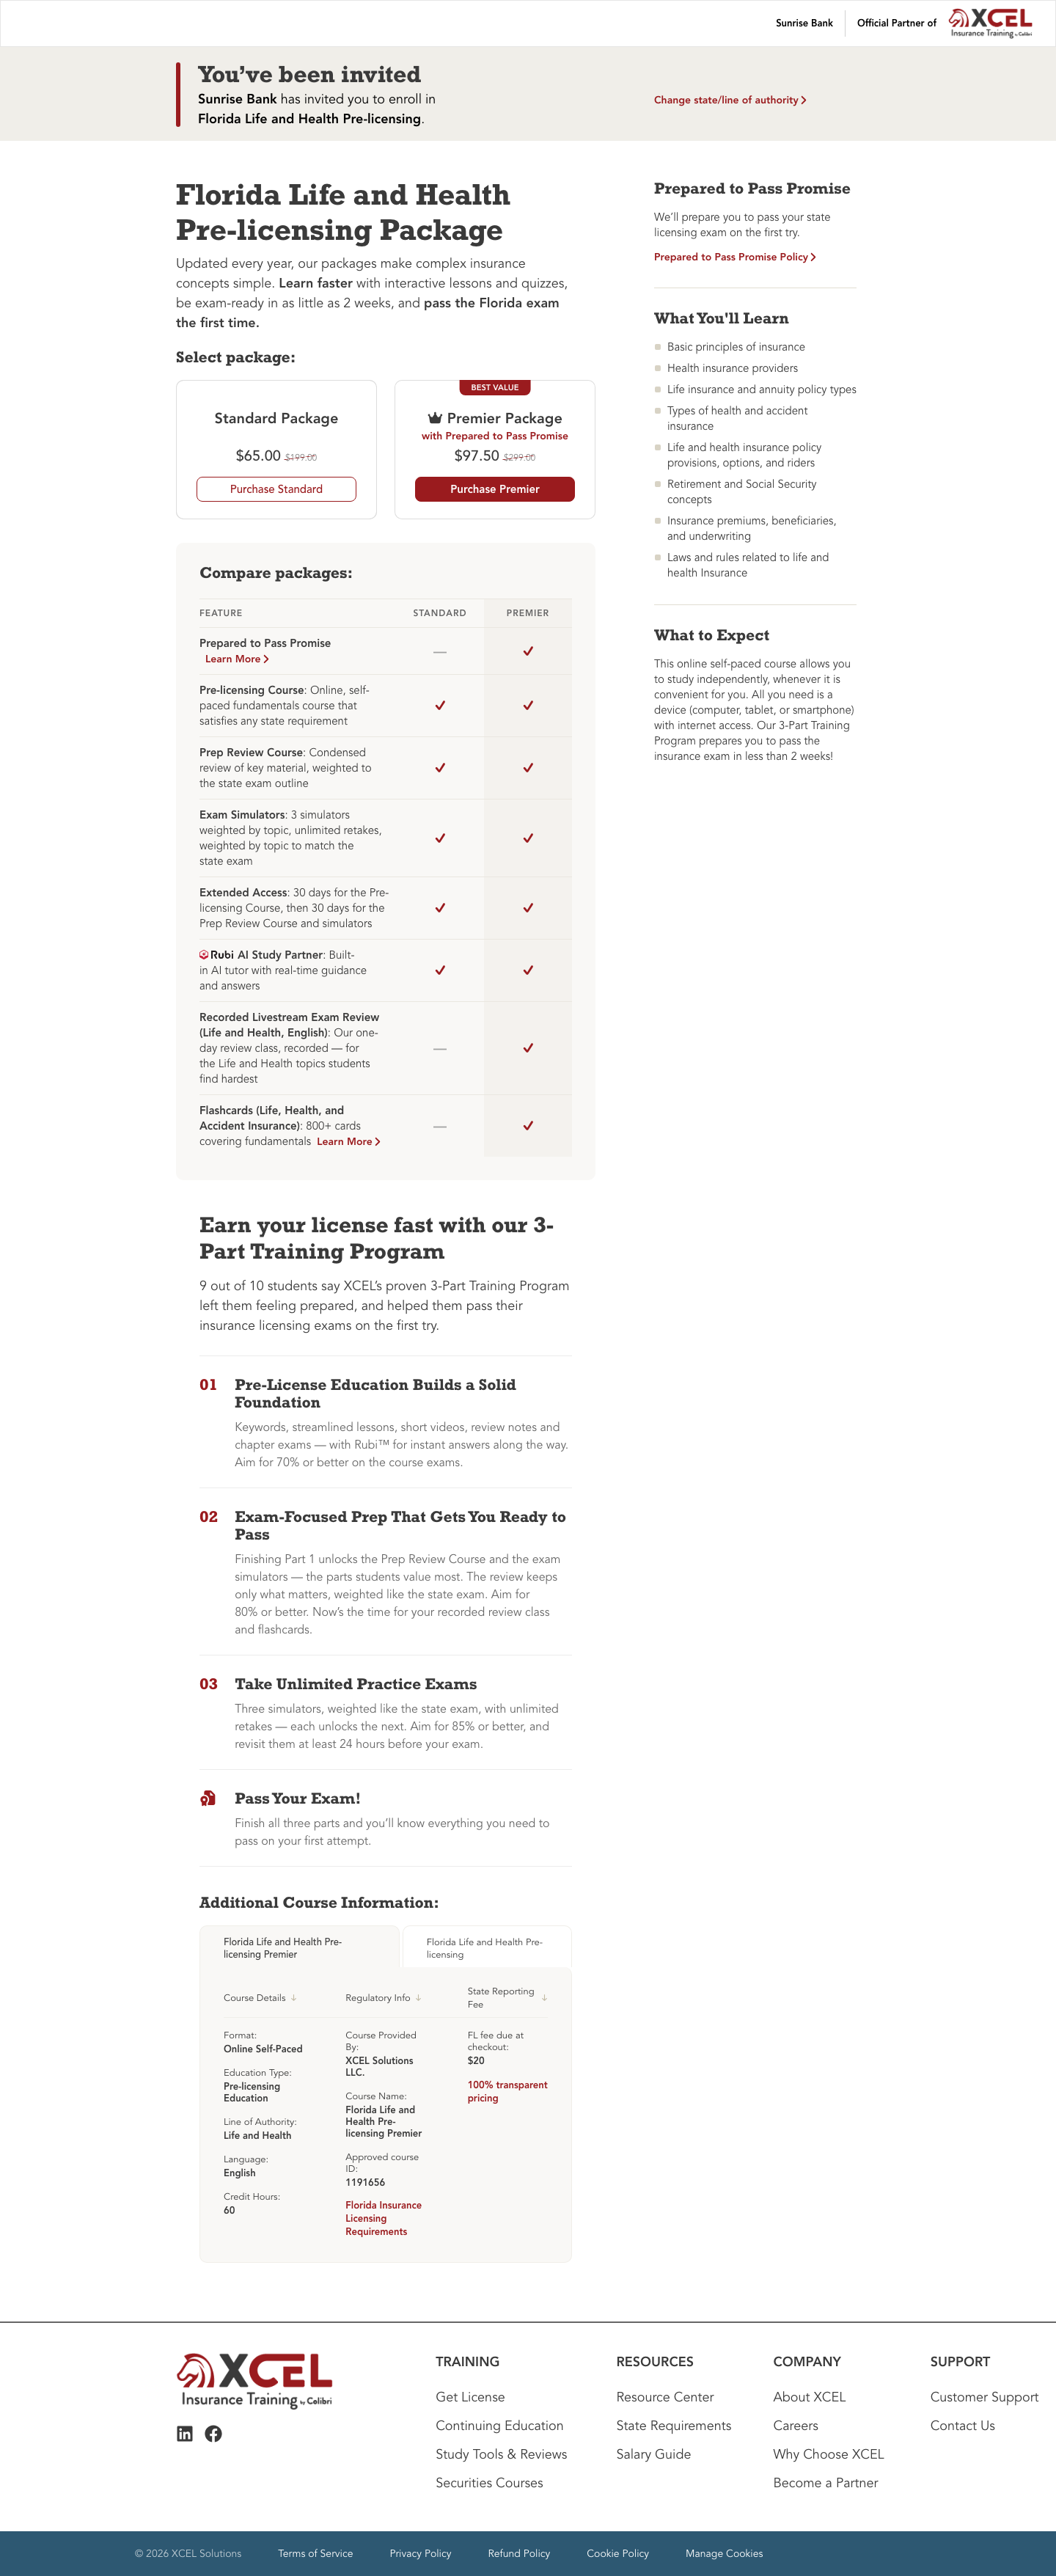 Sunrise Bank
Official Partner of
XCEL
Insurance Training by Colibri
You've been invited
Sunrise Bank has invited you to enroll in
Florida Life and Health Pre-licensing.
Change state/line of authority
Florida Life and Health
Pre-licensing Package
Updated every year, our packages make complex insurance
concepts simple. Learn faster with interactive lessons and quizzes,
be exam-ready in as little as 2 weeks, and pass the Florida exam
the first time.
Select package:
Standard Package
$65.00 $199.00
Purchase Standard
BEST VALUE
Premier Package
with Prepared to Pass Promise
$97.50 $299.00
Purchase Premier
Compare packages:
FEATURE STANDARD PREMIER
Prepared to Pass Promise
Learn More
—
Pre-licensing Course: Online, self-
paced fundamentals course that
satisfies any state requirement
Prep Review Course: Condensed
review of key material, weighted to
the state exam outline
Exam Simulators: 3 simulators
weighted by topic, unlimited retakes,
weighted by topic to match the
state exam
Extended Access: 30 days for the Pre-
licensing Course, then 30 days for the
Prep Review Course and simulators
Rubi AI Study Partner: Built-
in AI tutor with real-time guidance
and answers
Recorded Livestream Exam Review
(Life and Health, English): Our one-
day review class, recorded — for
the Life and Health topics students
find hardest
—
Flashcards (Life, Health, and
Accident Insurance): 800+ cards
covering fundamentals Learn More
—
Earn your license fast with our 3-
Part Training Program
9 out of 10 students say XCEL's proven 3-Part Training Program
left them feeling prepared, and helped them pass their
insurance licensing exams on the first try.
01
Pre-License Education Builds a Solid
Foundation
Keywords, streamlined lessons, short videos, review notes and
chapter exams — with Rubi™ for instant answers along the way.
Aim for 70% or better on the course exams.
02
Exam-Focused Prep That Gets You Ready to
Pass
Finishing Part 1 unlocks the Prep Review Course and the exam
simulators — the parts students value most. The review keeps
only what matters, weighted like the state exam. Aim for
80% or better. Now's the time for your recorded review class
and flashcards.
03
Take Unlimited Practice Exams
Three simulators, weighted like the state exam, with unlimited
retakes — each unlocks the next. Aim for 85% or better, and
revisit them at least 24 hours before your exam.
Pass Your Exam!
Finish all three parts and you'll know everything you need to
pass on your first attempt.
Additional Course Information:
Florida Life and Health Pre-
licensing Premier
Florida Life and Health Pre-
licensing
Course Details
Format:
Online Self-Paced
Education Type:
Pre-licensing
Education
Line of Authority:
Life and Health
Language:
English
Credit Hours:
60
Regulatory Info
Course Provided
By:
XCEL Solutions
LLC.
Course Name:
Florida Life and
Health Pre-
licensing Premier
Approved course
ID:
1191656
Florida Insurance
Licensing
Requirements
State Reporting
Fee
FL fee due at
checkout:
$20
100% transparent
pricing
Prepared to Pass Promise
We'll prepare you to pass your state
licensing exam on the first try.
Prepared to Pass Promise Policy
What You'll Learn
Basic principles of insurance
Health insurance providers
Life insurance and annuity policy types
Types of health and accident
insurance
Life and health insurance policy
provisions, options, and riders
Retirement and Social Security
concepts
Insurance premiums, beneficiaries,
and underwriting
Laws and rules related to life and
health Insurance
What to Expect
This online self-paced course allows you
to study independently, whenever it is
convenient for you. All you need is a
device (computer, tablet, or smartphone)
with internet access. Our 3-Part Training
Program prepares you to pass the
insurance exam in less than 2 weeks!
XCEL
Insurance Training by Colibri
TRAINING
Get License
Continuing Education
Study Tools & Reviews
Securities Courses
RESOURCES
Resource Center
State Requirements
Salary Guide
COMPANY
About XCEL
Careers
Why Choose XCEL
Become a Partner
SUPPORT
Customer Support
Contact Us
© 2026 XCEL Solutions
Terms of Service
Privacy Policy
Refund Policy
Cookie Policy
Manage Cookies